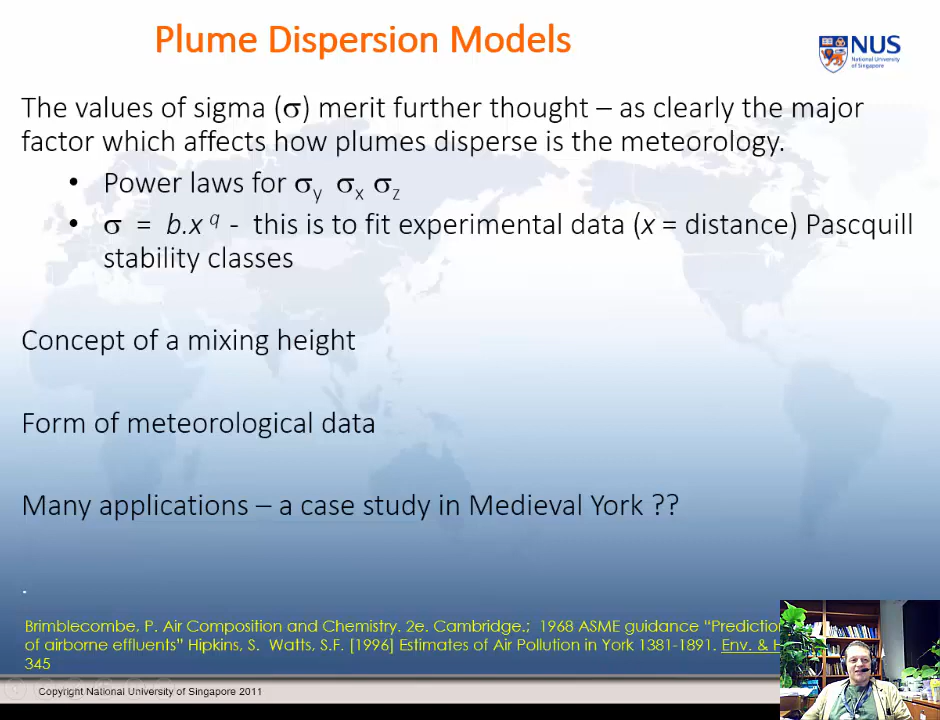 Plume Dispersion Models
NUS
National University
of Singapore
The values of sigma (σ) merit further thought – as clearly the major
factor which affects how plumes disperse is the meteorology.
• Power laws for σy σx σz
• σ = b.x q - this is to fit experimental data (x = distance) Pascquill
stability classes
Concept of a mixing height
Form of meteorological data
Many applications – a case study in Medieval York ??
.
Brimblecombe, P. Air Composition and Chemistry. 2e. Cambridge.; 1968 ASME guidance “Prediction
of airborne effluents” Hipkins, S. Watts, S.F. [1996] Estimates of Air Pollution in York 1381-1891. Env. & H
345
Copyright National University of Singapore 2011